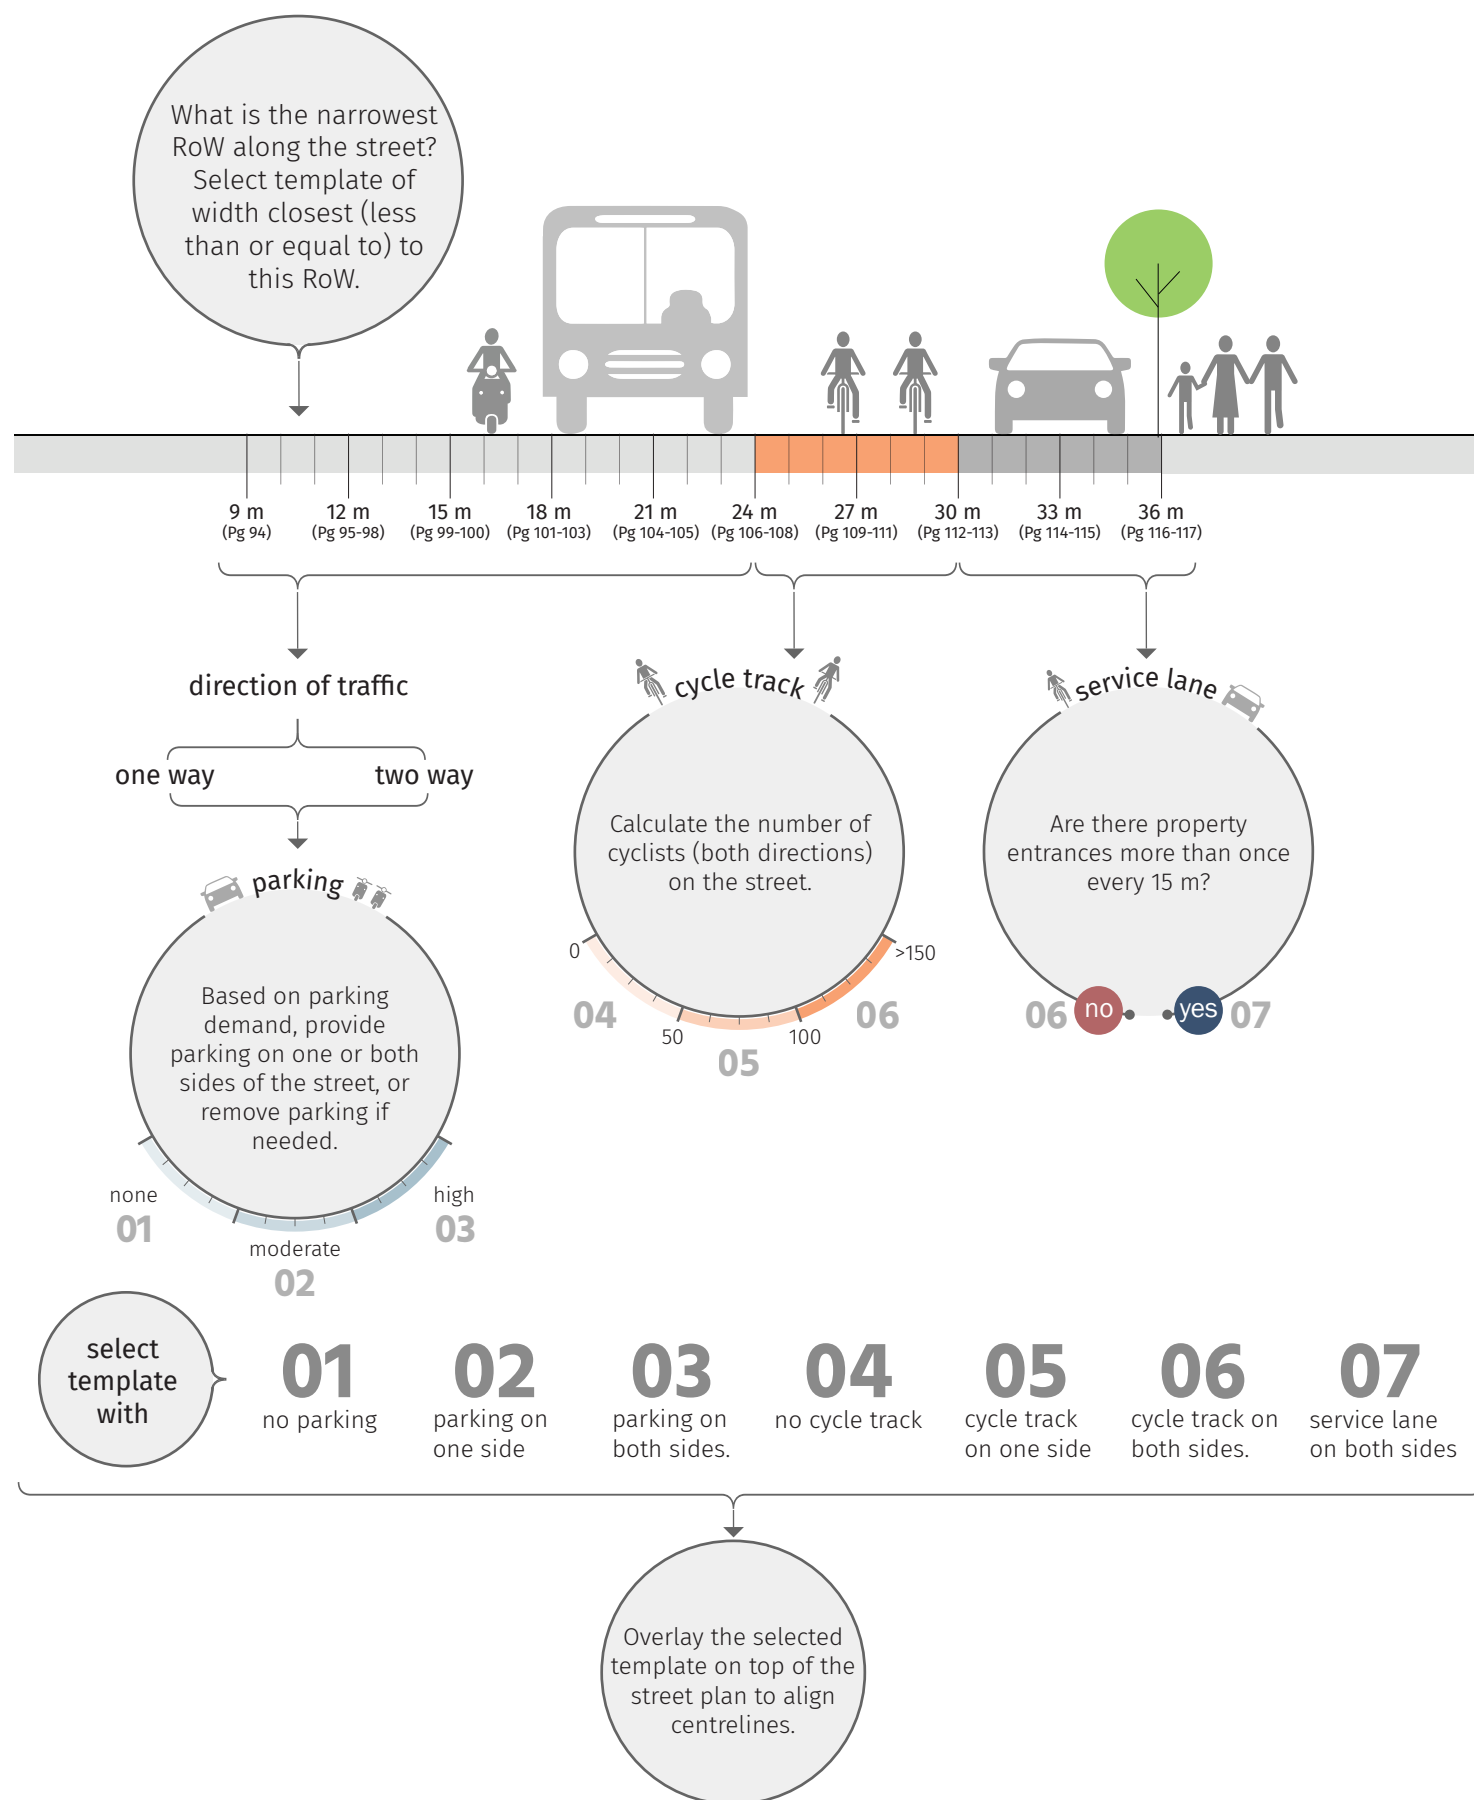 What is the narrowest
RoW along the street?
Select template of
width closest (less
than or equal to) to
this RoW.
9 m
(Pg 94)
12 m
(Pg 95-98)
15 m
(Pg 99-100)
18 m
(Pg 101-103)
21 m
(Pg 104-105)
24 m
(Pg 106-108)
27 m
(Pg 109-111)
30 m
(Pg 112-113)
33 m
(Pg 114-115)
36 m
(Pg 116-117)
direction of traffic
one way
two way
parking
Based on parking
demand, provide
parking on one or both
sides of the street, or
remove parking if
needed.
none
01
moderate
02
high
03
cycle track
Calculate the number of
cyclists (both directions)
on the street.
0
04
50
05
100
06
>150
service lane
Are there property
entrances more than once
every 15 m?
06
no
yes
07
select
template
with
01
no parking
02
parking on
one side
03
parking on
both sides.
04
no cycle track
05
cycle track
on one side
06
cycle track on
both sides.
07
service lane
on both sides
Overlay the selected
template on top of the
street plan to align
centrelines.